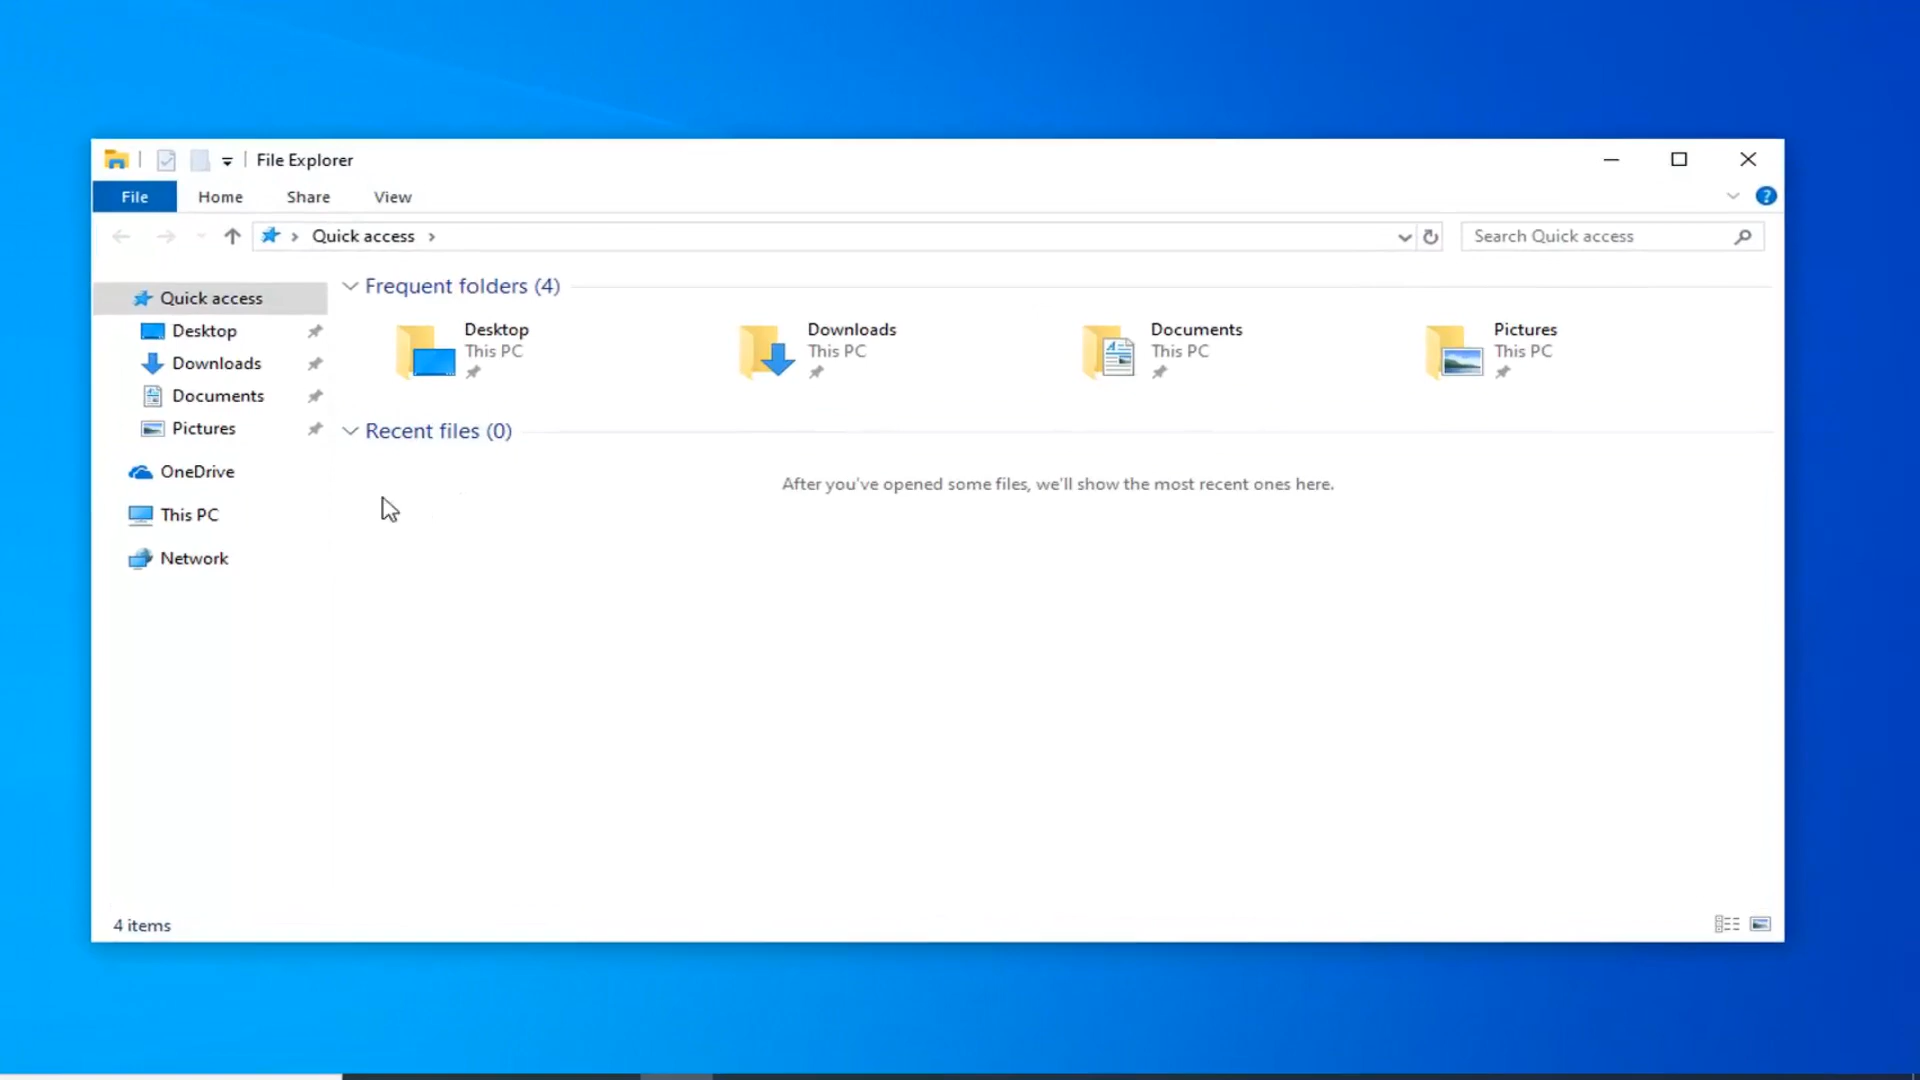 File Explorer
File Home Share View ?
Quick access
Search Quick access
Quick access
Desktop
Downloads
Documents
Pictures
OneDrive
This PC
Network
Frequent folders (4)
Desktop
This PC
Downloads
This PC
Documents
This PC
Pictures
This PC
Recent files (0)
After you've opened some files, we'll show the most recent ones here.
4 items